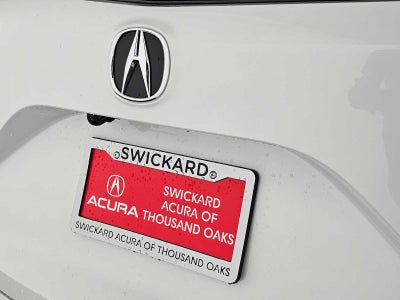 SWICKARD
ACURA
SWICKARD
ACURA OF
THOUSAND OAKS
SWICKARD ACURA OF THOUSAND OAKS